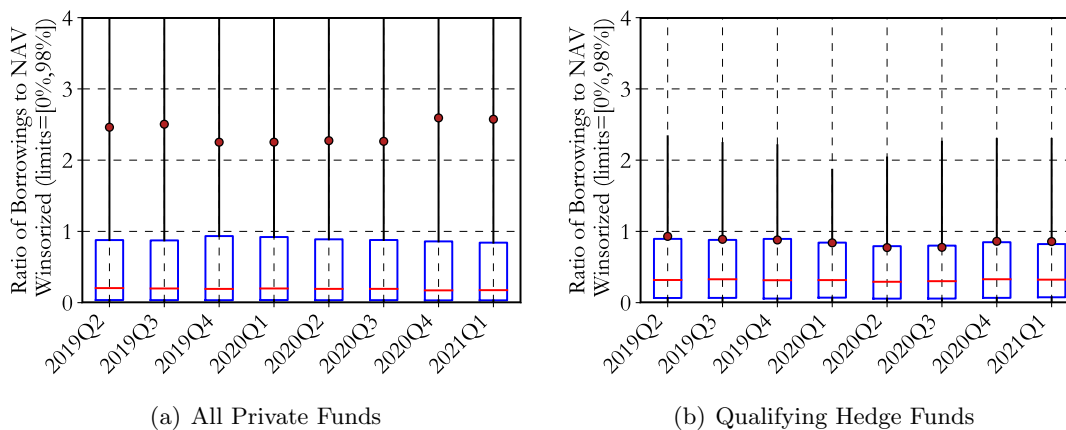 Ratio of Borrowings to NAV
Winsorized (limits=[0%,98%]
4
3
2
1
0
2019Q2
2019Q3
2019Q4
2020Q1
2020Q2
2020Q3
2020Q4
2021Q1
(a) All Private Funds
Ratio of Borrowings to NAV
Winsorized (limits=[0%,98%]
4
3
2
1
0
2019Q2
2019Q3
2019Q4
2020Q1
2020Q2
2020Q3
2020Q4
2021Q1
(b) Qualifying Hedge Funds